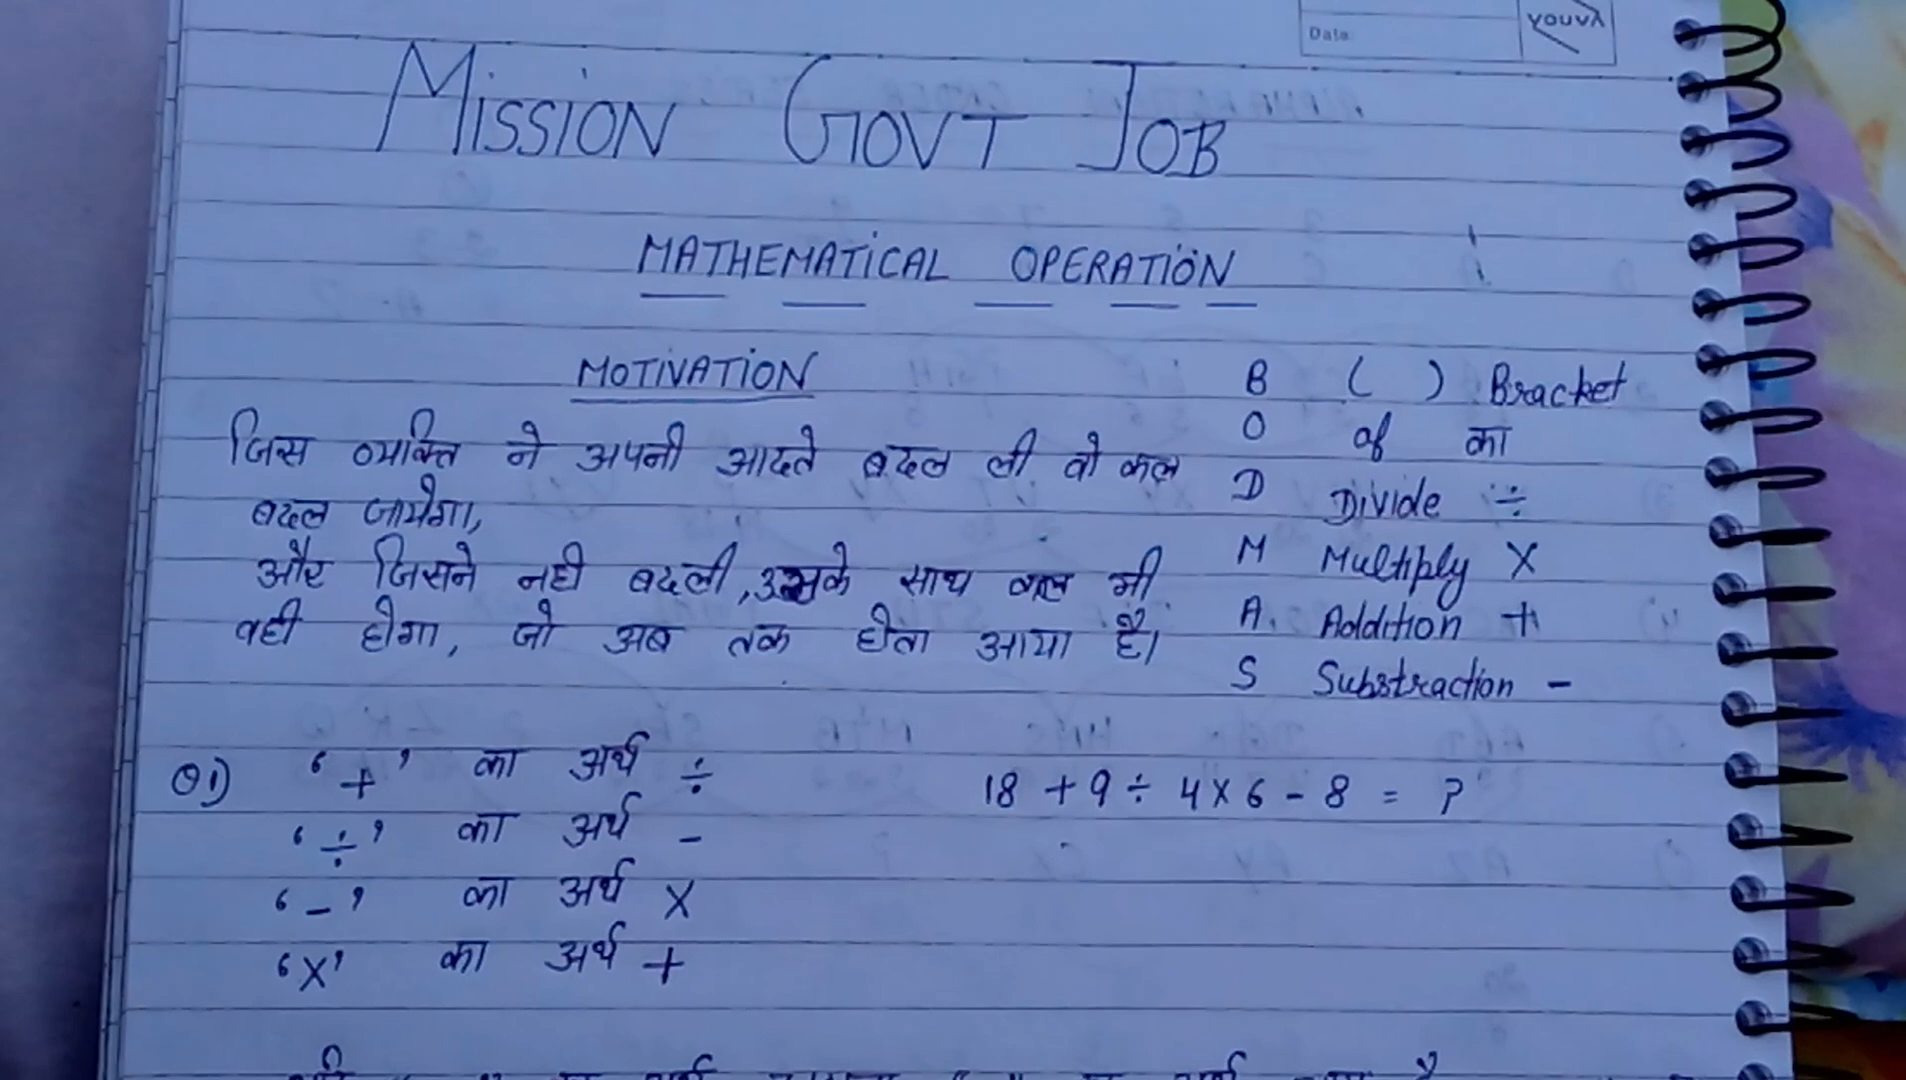 Date
YOUVA
MISSION GOVT JOB
MATHEMATICAL OPERATION
MOTIVATION
जिस व्यक्ति ने अपनी आदते बदल ली वो कल
बदल जायेगा,
और जिसने नही बदली, उसके साथ कल भी
वही होगा, जो अब तक होता आया है।
B ( ) Bracket
O of का
D Divide ÷
M Multiply ×
A. Addition +
S Substraction -
Q1) '+' का अर्थ ÷
'÷' का अर्थ -
'-' का अर्थ ×
'×' का अर्थ +
18 + 9 ÷ 4 × 6 - 8 = ?